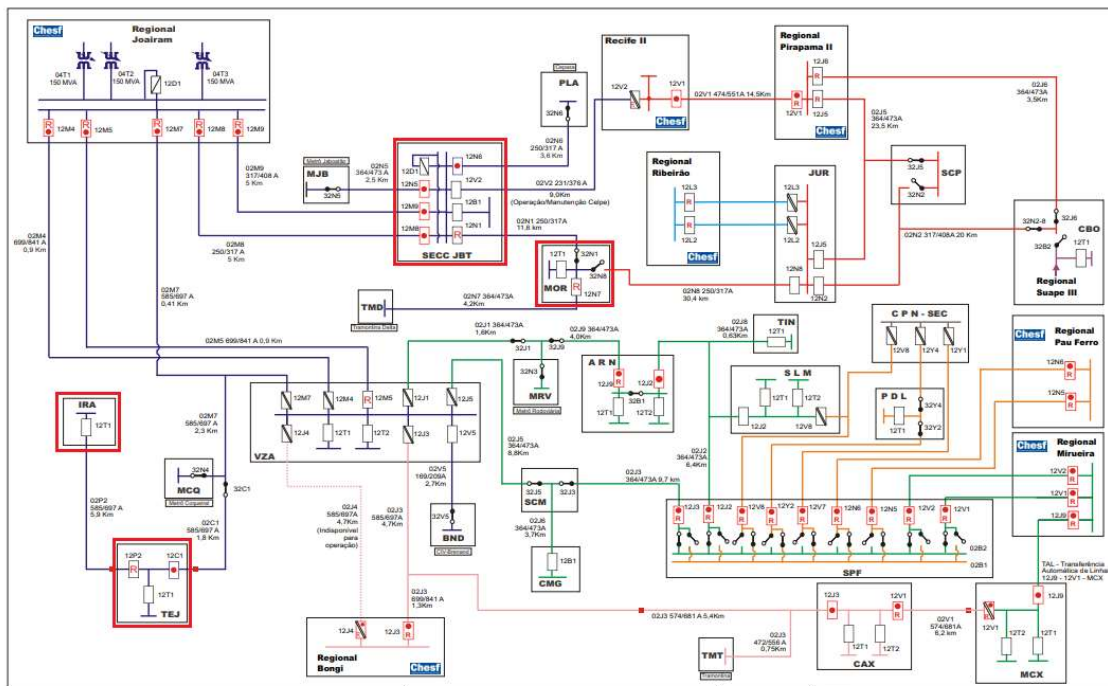 Chesf
Regional
Joairam
04T1
150 MVA
04T2
150 MVA
12D1
04T3
150 MVA
R 12M4
R 12M5
12M7
R 12M8
R 12M9
02M9
317/408 A
5 Km
02M4
699/841 A
0,9 Km
02M8
250/317 A
5 Km
02M7
585/697 A
0,41 Km
02M5 699/841 A 0,9 Km
MJB
32N5
02N5
364/473 A
2,5 Km
12D1
12N6
12N5
12V2
12M9
12B1
12M8
R 12N1
SECC JBT
PLA
32N6
02N6
250/317 A
3,6 Km
02V2 231/376 A
9,0Km
(Operação/Manutenção Celpe)
02N1 250/317A
11,6 km
Recife II
12V2
12V1
Chesf
02V1 474/551A 14,5Km
Regional
Pirapama II
12J6
R
R
R
12V1
12J5
Chesf
02J6
364/473A
3,5Km
02J5
364/473A
23,5 Km
Regional
Ribeirão
12L3
R
R
12L2
Chesf
JUR
12L3
12L2
12J5
12N8
12N2
SCP
32J5
32N2
32N2-8
32J6
CBO
32B2
12T1
Regional
Suape III
02N2 317/408A 20 Km
12T1
32N1
32N8
MOR
R 12N7
TMD
Tramontina Delta
02N7 364/473A
4,2Km
02N8 250/317A
30,4 km
02J1 364/473A
1,6Km
02J9 364/473A
4,0Km
32J1
32J9
32N3
MRV
Metrô Rodoviária
ARN
12J9
12J2
32B1
12T1
12T2
02J8
364/473A
0,63Km
TIN
12T1
SLM
12T1
12T2
12J2
12V8
CPN-SEC
12V8
12Y4
12Y1
PDL
12T1
32Y4
32Y2
Regional
Pau Ferro
12N6
R
12N5
R
Chesf
Chesf
Regional
Mirueira
12V2
R
12V1
R
12J9
R
IRA
12T1
02M7
585/697 A
2,3 Km
32N4
MCQ
32C1
02C1
585/697 A
1,8 Km
02P2
585/697 A
5,9 Km
12P2
R
12C1
12T1
TEJ
12M7
12M4
R 12M5
12J1
12J5
12J4
12T1
12T2
12J3
12V5
VZA
02V5
169/209A
2,7Km
32V5
BND
02J5
364/473A
8,8Km
32J5
32J3
SCM
02J6
364/473A
3,7Km
12B1
CMG
02J3
364/473A 9,7 km
02J2
364/473A
6,4Km
12J3
12J2
12V8
12Y2
12V7
12N6
12N5
12V2
12V1
02B2
02B1
SPF
02J4
585/697A
4,7Km
(Indisponível
para
operação)
02J3
585/697A
4,7Km
02J3
699/841 A
1,3Km
12J4
12J3
Regional
Bongi
Chesf
02J3 574/681 A 5,4Km
02J3
472/556 A
0,75Km
TMT
Tramontina
12J3
R 12V1
12T1
12T2
CAX
02V1 A
574/681A
6,2 km
TAL - Transferência
Automática da Linha:
12J9 - 12V1 - MCX
12J9
12V1
12T2
12T1
MCX